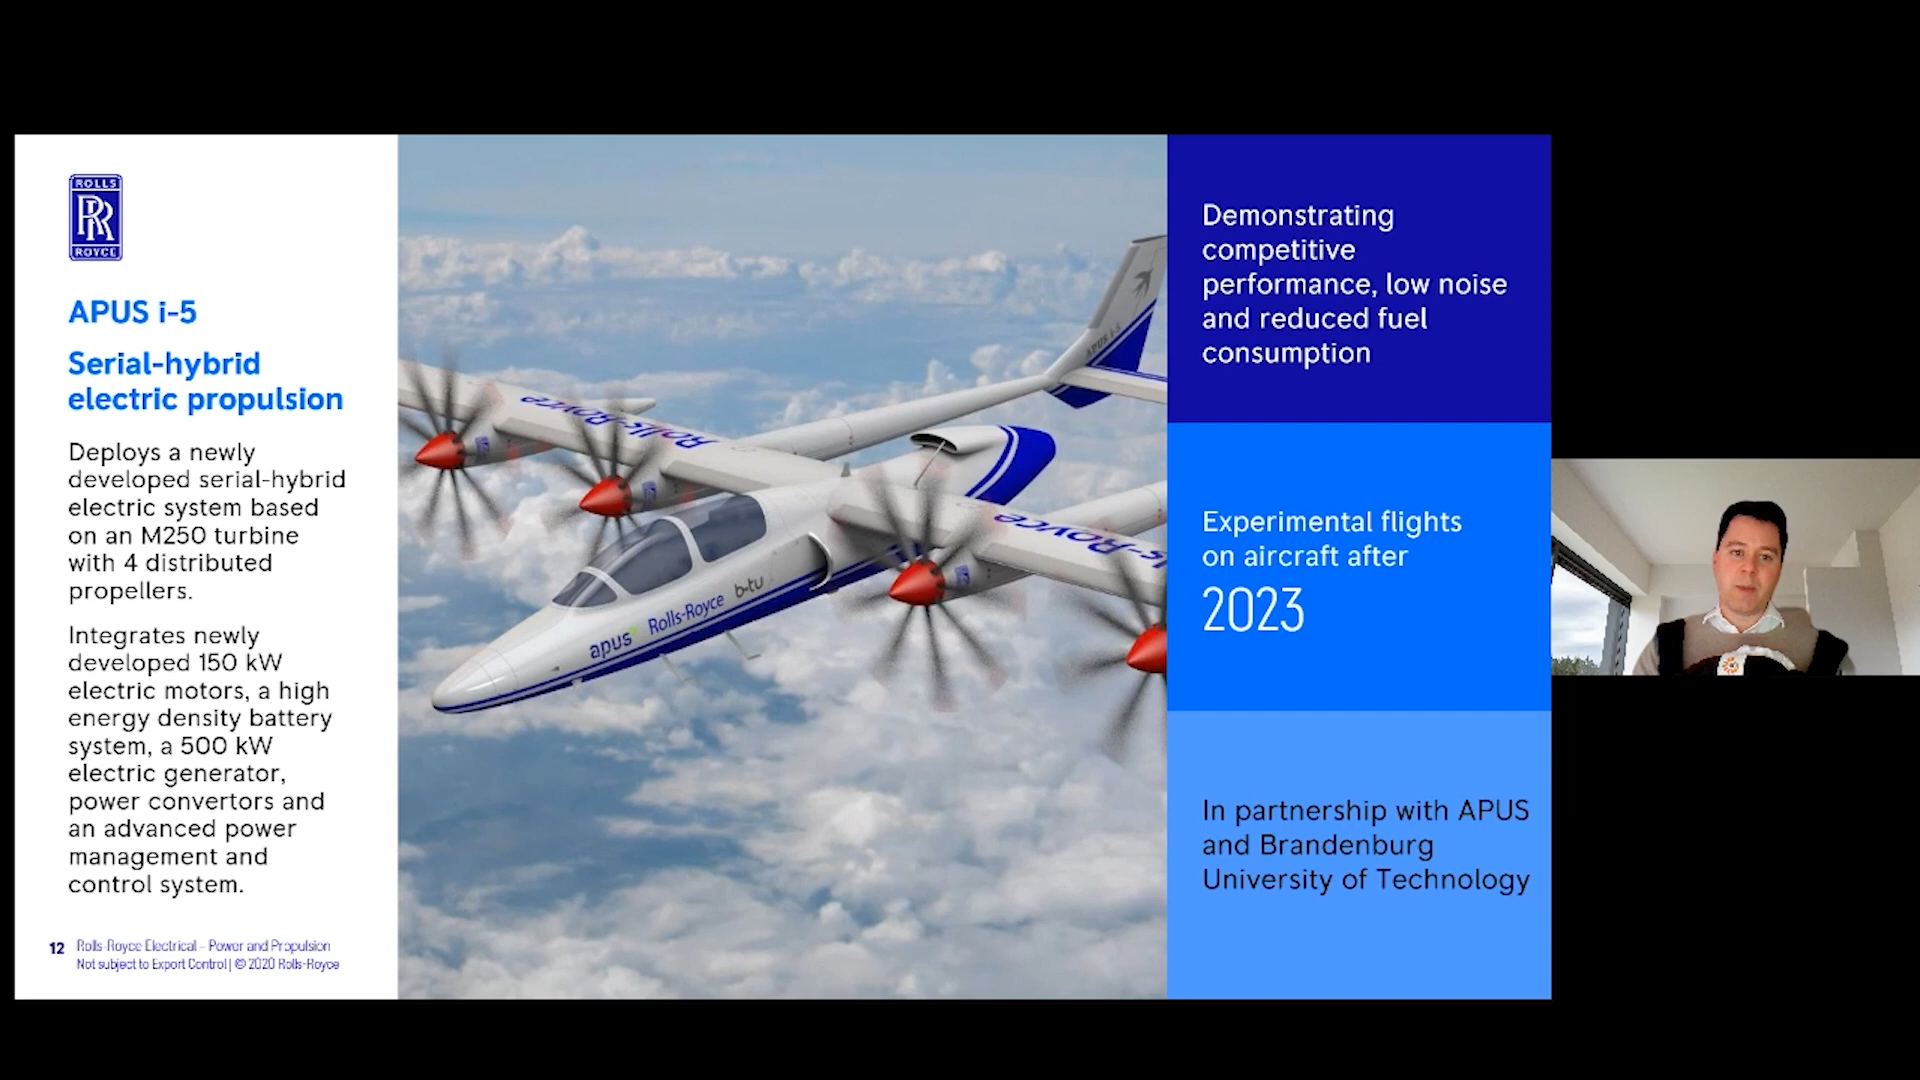 ROLLS
RR
ROYCE
APUS i-5
Serial-hybrid
electric propulsion
Deploys a newly
developed serial-hybrid
electric system based
on an M250 turbine
with 4 distributed
propellers.
Integrates newly
developed 150 kW
electric motors, a high
energy density battery
system, a 500 kW
electric generator,
power convertors and
an advanced power
management and
control system.
12 Rolls-Royce Electrical – Power and Propulsion
Not subject to Export Control | © 2020 Rolls-Royce
APUS i-5
Rolls-Royce
Rolls-Royce
s-Royce
apus Rolls-Royce b-tu
Demonstrating
competitive
performance, low noise
and reduced fuel
consumption
Experimental flights
on aircraft after
2023
In partnership with APUS
and Brandenburg
University of Technology